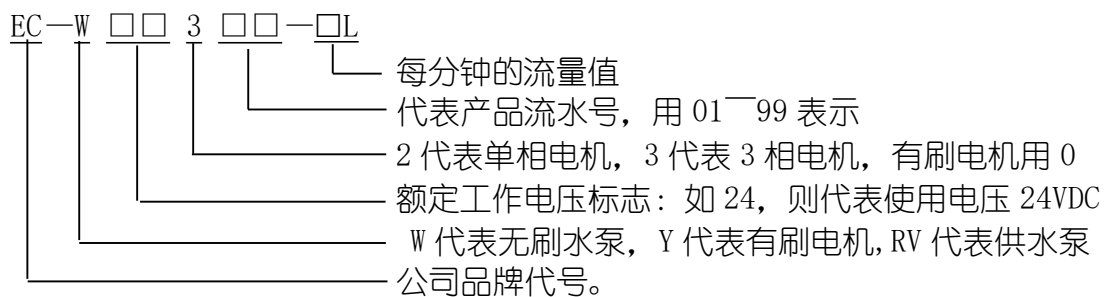 EC—W □□ 3 □□—□L
每分钟的流量值
代表产品流水号，用 01—99 表示
2 代表单相电机，3 代表 3 相电机，有刷电机用 0
额定工作电压标志：如 24，则代表使用电压 24VDC
W 代表无刷水泵，Y 代表有刷电机,RV 代表供水泵
公司品牌代号。